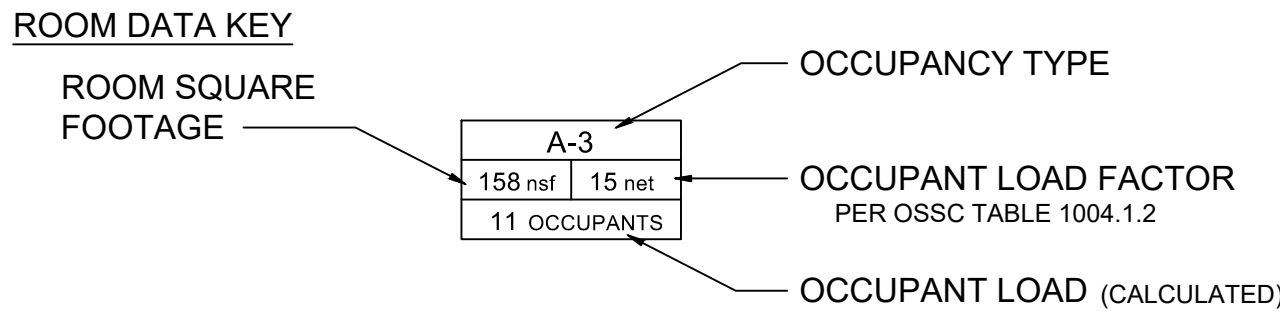 ROOM DATA KEY
ROOM SQUARE
FOOTAGE
OCCUPANCY TYPE
A-3
158 nsf 15 net
11 OCCUPANTS
OCCUPANT LOAD FACTOR
PER OSSC TABLE 1004.1.2
OCCUPANT LOAD (CALCULATED)